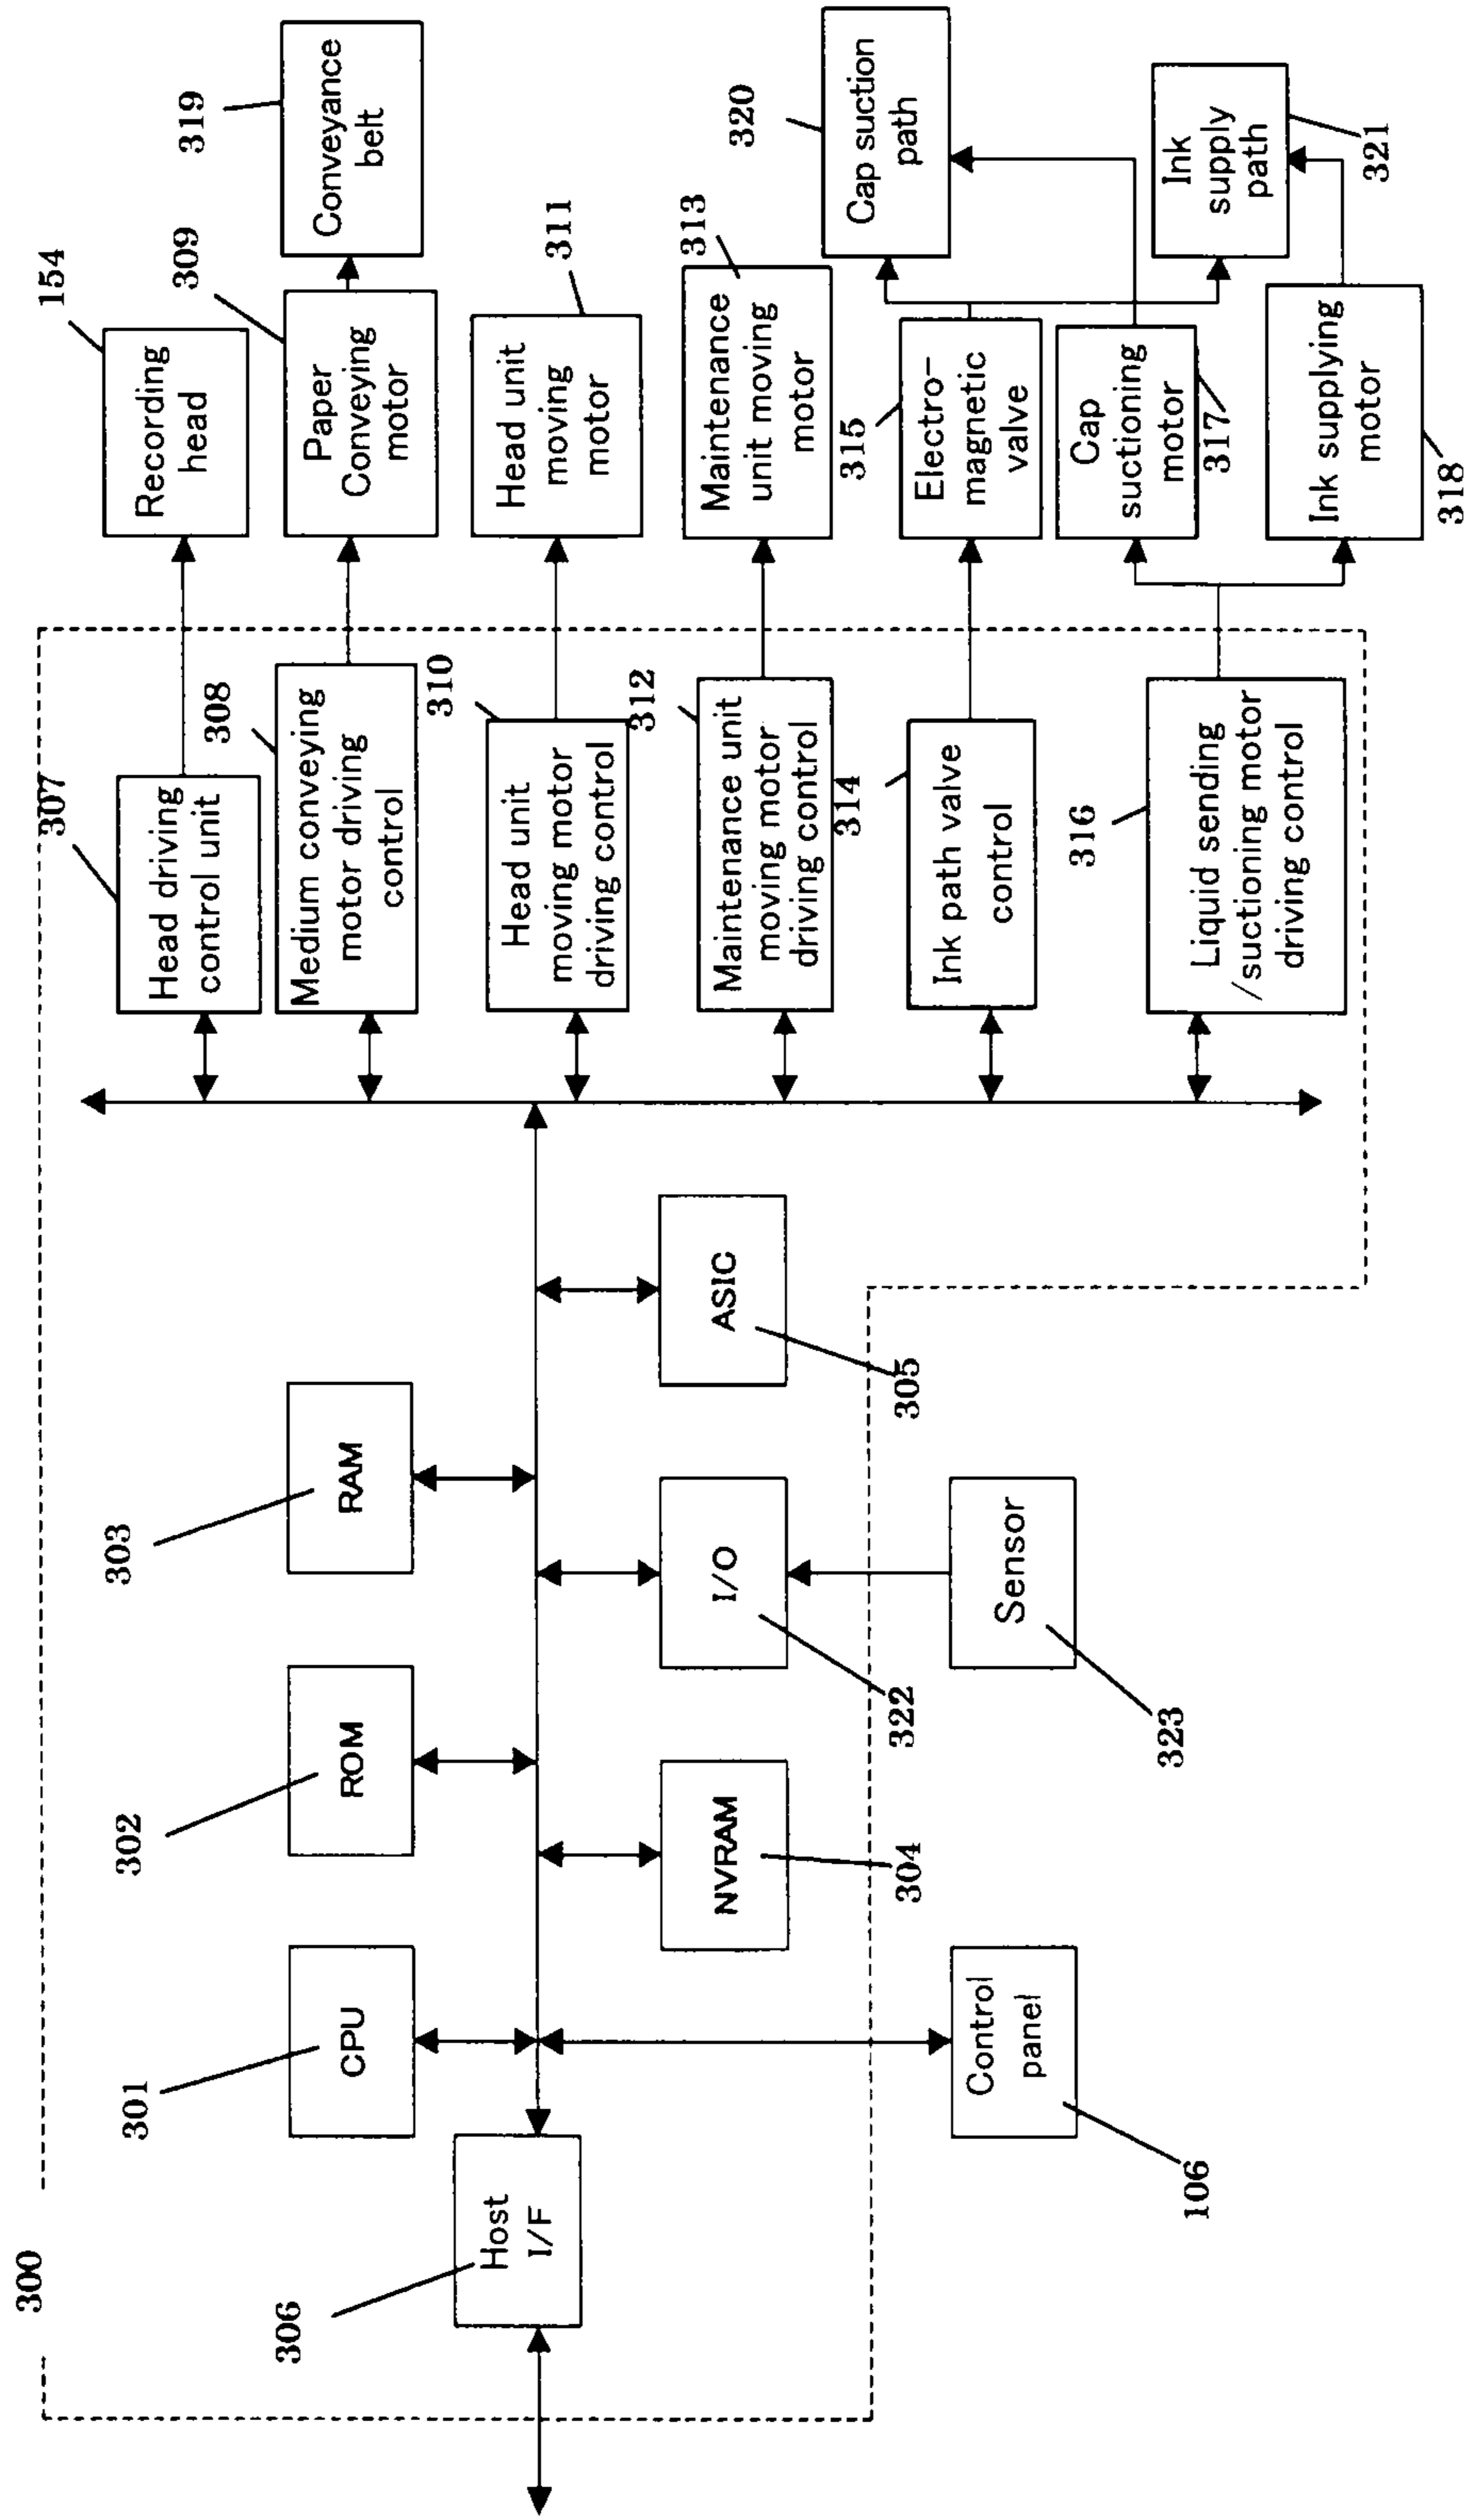 300
306
Host
I/F
301
CPU
302
ROM
303
RAM
NVRAM
304
I/O
322
ASIC
305
Control
panel
106
Sensor
323
307
Head driving
control unit
154
Recording
head
308
Medium conveying
motor driving
control
309
Paper
Conveying
motor
319
Conveyance
belt
310
Head unit
moving motor
driving control
311
Head unit
moving
motor
312
Maintenance unit
moving motor
driving control
313
Maintenance
unit moving
motor
314
Ink path valve
control
315
Electro-
magnetic
valve
320
Cap suction
path
316
Liquid sending
/suctioning motor
driving control
Cap
suctioning
motor
317
Ink supplying
motor
318
Ink
supply
path
321